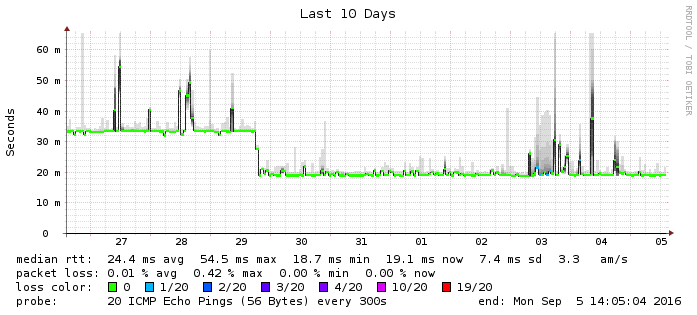 Last 10 Days
RRDTOOL / TOBI OETIKER
Seconds
60 m
50 m
40 m
30 m
20 m
10 m
0
27 28 29 30 31 01 02 03 04 05
median rtt: 24.4 ms avg 54.5 ms max 18.7 ms min 19.1 ms now 7.4 ms sd 3.3 am/s
packet loss: 0.01 % avg 0.42 % max 0.00 % min 0.00 % now
loss color: 0 1/20 2/20 3/20 4/20 10/20 19/20
probe: 20 ICMP Echo Pings (56 Bytes) every 300s end: Mon Sep 5 14:05:04 2016